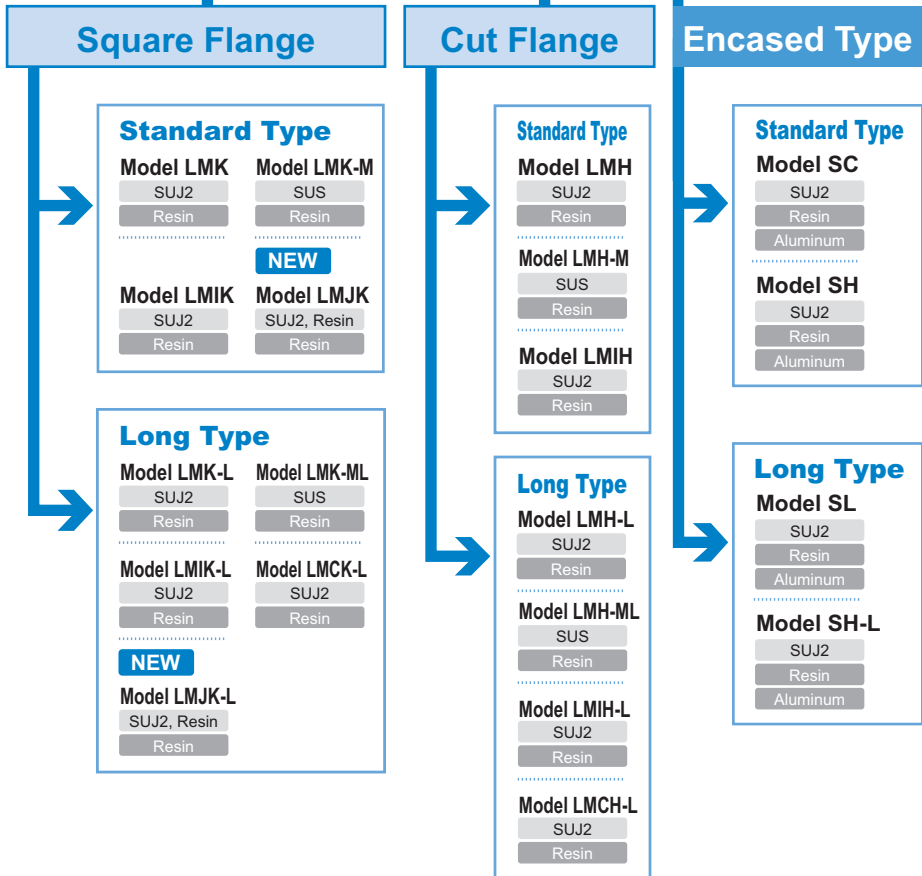 Square Flange
Cut Flange
Encased Type
Standard Type
Model LMK
SUJ2
Resin
Model LMK-M
SUS
Resin
Model LMIK
SUJ2
Resin
NEW
Model LMJK
SUJ2, Resin
Resin
Long Type
Model LMK-L
SUJ2
Resin
Model LMK-ML
SUS
Resin
Model LMIK-L
SUJ2
Resin
Model LMCK-L
SUJ2
Resin
NEW
Model LMJK-L
SUJ2, Resin
Resin
Standard Type
Model LMH
SUJ2
Resin
Model LMH-M
SUS
Resin
Model LMIH
SUJ2
Resin
Long Type
Model LMH-L
SUJ2
Resin
Model LMH-ML
SUS
Resin
Model LMIH-L
SUJ2
Resin
Model LMCH-L
SUJ2
Resin
Standard Type
Model SC
SUJ2
Resin
Aluminum
Model SH
SUJ2
Resin
Aluminum
Long Type
Model SL
SUJ2
Resin
Aluminum
Model SH-L
SUJ2
Resin
Aluminum